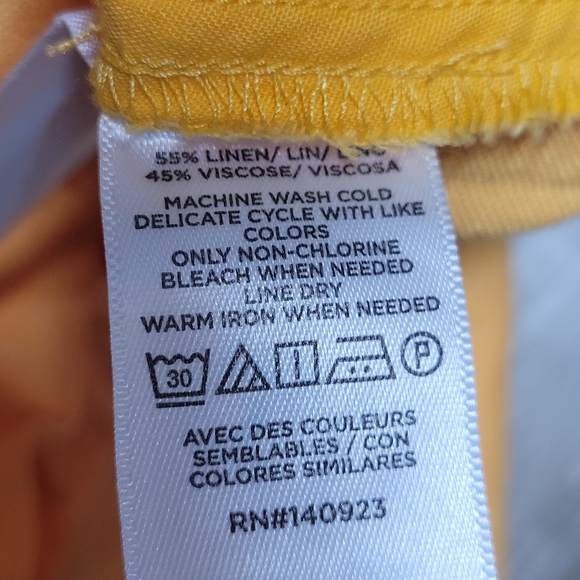 55% LINEN/ LIN/ LINO
45% VISCOSE/ VISCOSA
MACHINE WASH COLD
DELICATE CYCLE WITH LIKE
COLORS
ONLY NON-CHLORINE
BLEACH WHEN NEEDED
LINE DRY
WARM IRON WHEN NEEDED
30 P
AVEC DES COULEURS
SEMBLABLES / CON
COLORES SIMILARES
RN#140923